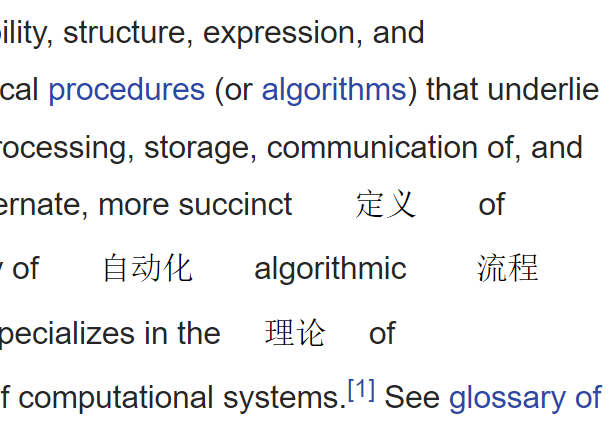 ility, structure, expression, and
cal procedures (or algorithms) that underlie
rocessing, storage, communication of, and
ernate, more succinct 定义 of
of 自动化 algorithmic 流程
pecializes in the 理论 of
f computational systems.[1] See glossary of